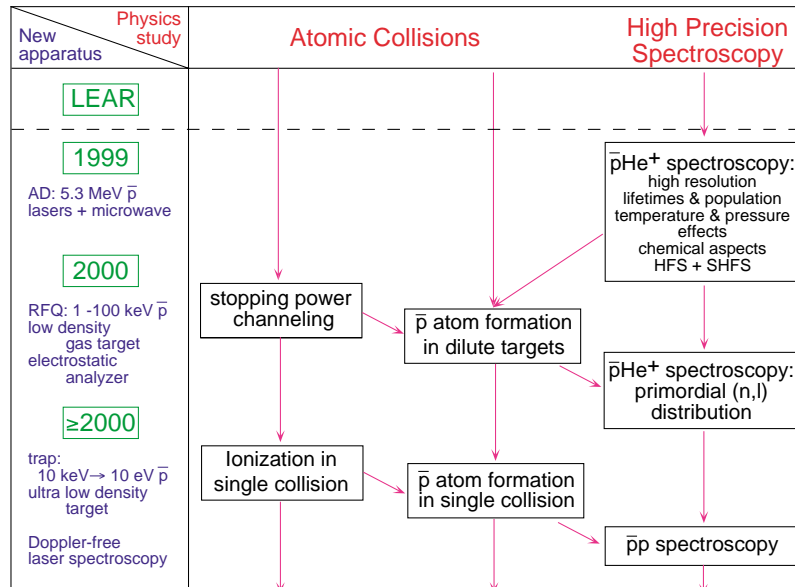 New
apparatus
Physics
study
Atomic Collisions
High Precision
Spectroscopy
LEAR
1999
AD: 5.3 MeV p̅
lasers + microwave
p̅He⁺ spectroscopy:
high resolution
lifetimes & population
temperature & pressure
effects
chemical aspects
HFS + SHFS
2000
RFQ: 1 -100 keV p̅
low density
gas target
electrostatic
analyzer
stopping power
channeling
p̅ atom formation
in dilute targets
p̅He⁺ spectroscopy:
primordial (n,l)
distribution
≥2000
trap:
10 keV→ 10 eV p̅
ultra low density
target
Doppler-free
laser spectroscopy
Ionization in
single collision
p̅ atom formation
in single collision
p̅p spectroscopy